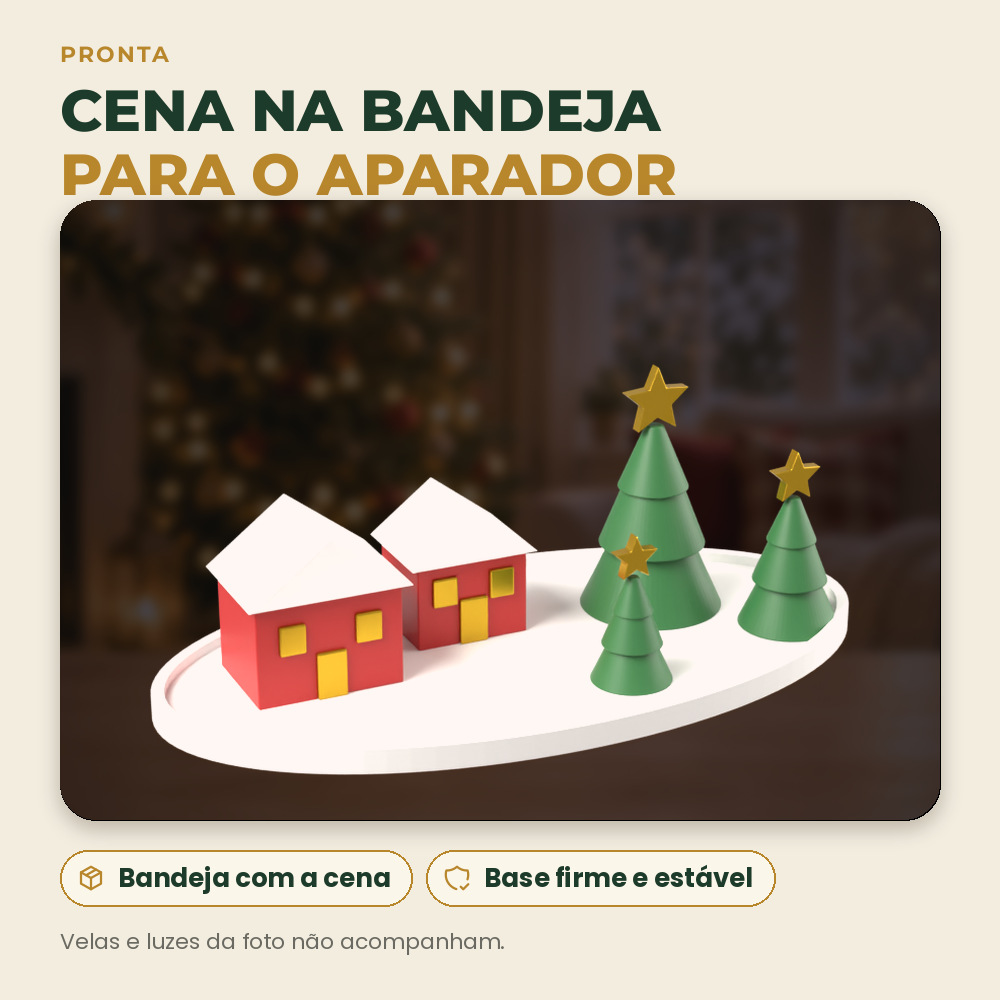 PRONTA
CENA NA BANDEJA
PARA O APARADOR
Bandeja com a cena
Base firme e estável
Velas e luzes da foto não acompanham.